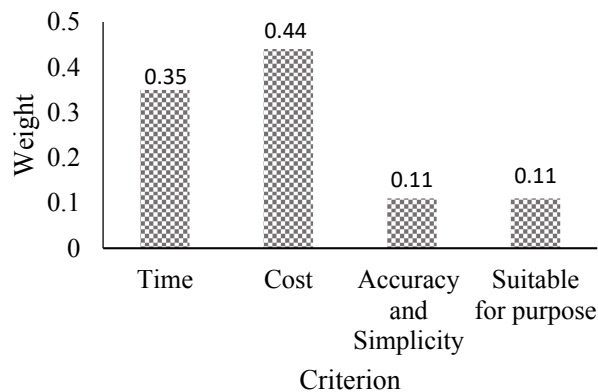 0.5
0.4
0.3
0.2
0.1
0
Weight
0.35
0.44
0.11
0.11
Time
Cost
Accuracy
and
Simplicity
Suitable
for purpose
Criterion